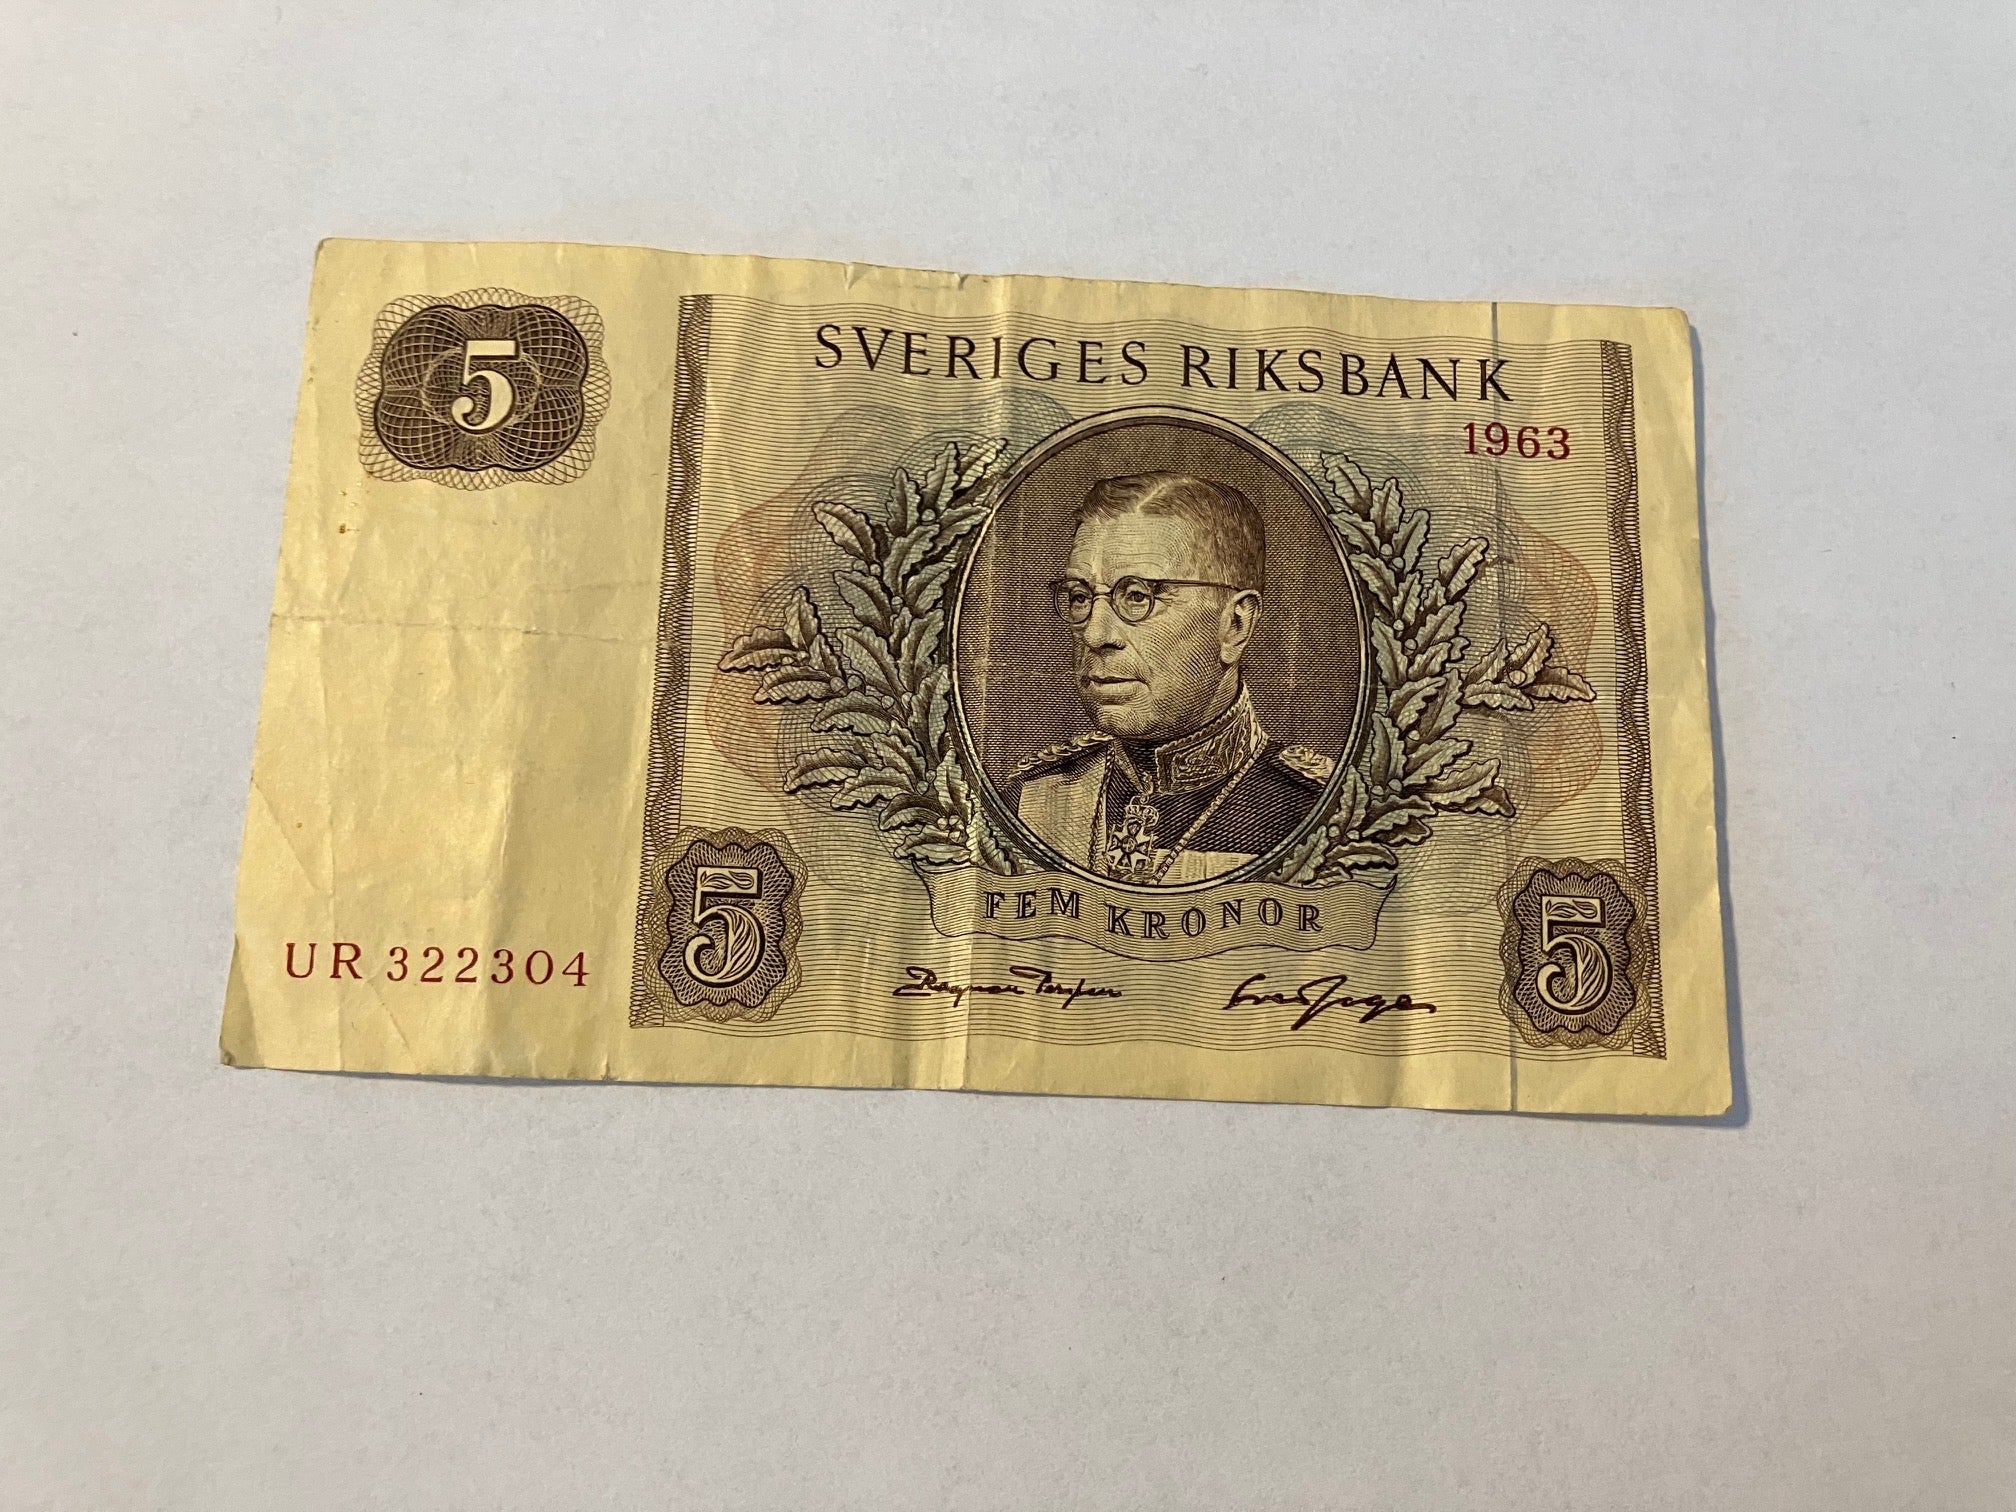 5
SVERIGES RIKSBANK
1963
FEM KRONOR
5
5
UR 322304